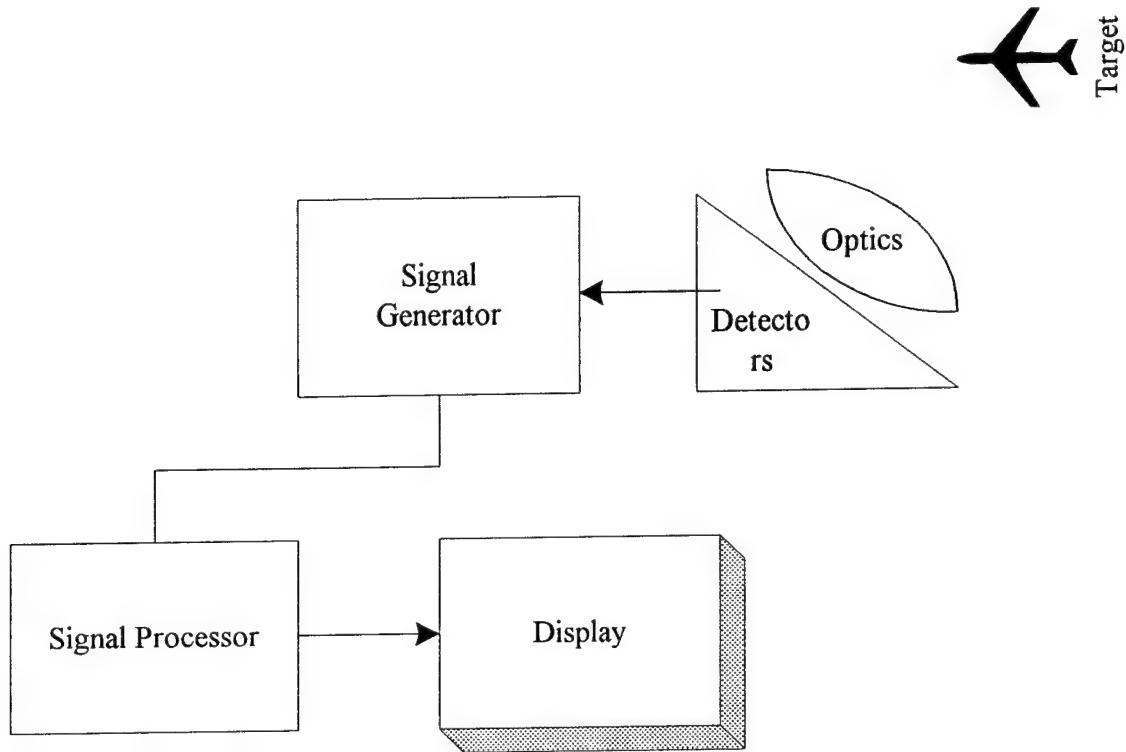 Target
Optics
Signal
Generator
Detecto
rs
Signal Processor
Display